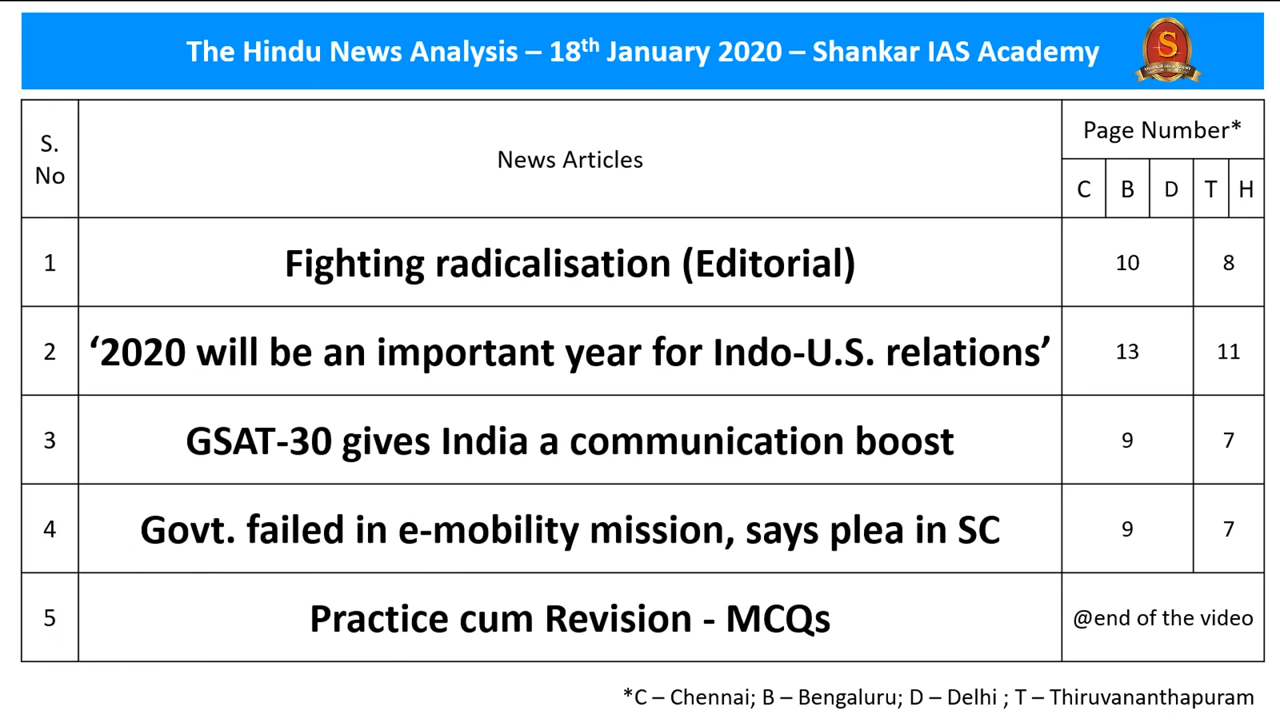 The Hindu News Analysis – 18th January 2020 – Shankar IAS Academy
S. No
News Articles
Page Number*
C B D T H
1 Fighting radicalisation (Editorial) 10 8
2 ‘2020 will be an important year for Indo-U.S. relations’ 13 11
3 GSAT-30 gives India a communication boost 9 7
4 Govt. failed in e-mobility mission, says plea in SC 9 7
5 Practice cum Revision - MCQs @end of the video
*C – Chennai; B – Bengaluru; D – Delhi ; T – Thiruvananthapuram